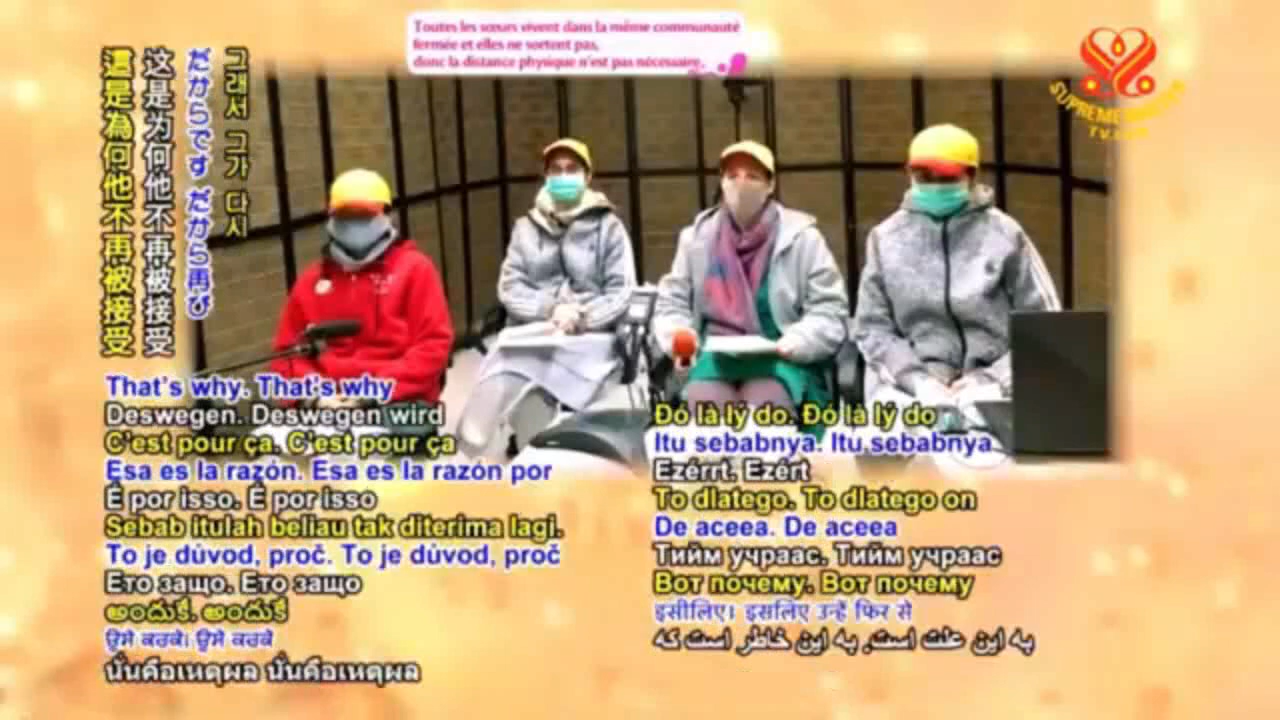 Toutes les sœurs vivent dans la même communauté
fermée et elles ne sortent pas,
donc la distance physique n'est pas nécessaire.
SUPREME
그래서 그가 다시
だからです だから再び
这是为何他不再被接受
這是為何他不再被接受
That's why. That's why
Deswegen. Deswegen wird
C'est pour ça. C'est pour ça
Esa es la razón. Esa es la razón por
É por isso. É por isso
Sebab itulah beliau tak diterima lagi.
To je důvod, proč. To je důvod, proč
Ето защо. Ето защо
అందుకే. అందుకే
ਉਸੇ ਕਰਕੇ। ਉਸੇ ਕਰਕੇ
นั่นคือเหตุผล นั่นคือเหตุผล
Đó là lý do. Đó là lý do
Itu sebabnya. Itu sebabnya
Ezérrt. Ezért
To dlatego. To dlatego on
De aceea. De aceea
Тийм учраас. Тийм учраас
Вот почему. Вот почему
इसीलिए। इसलिए उन्हें फिर से
به این علت است. به این خاطر است که